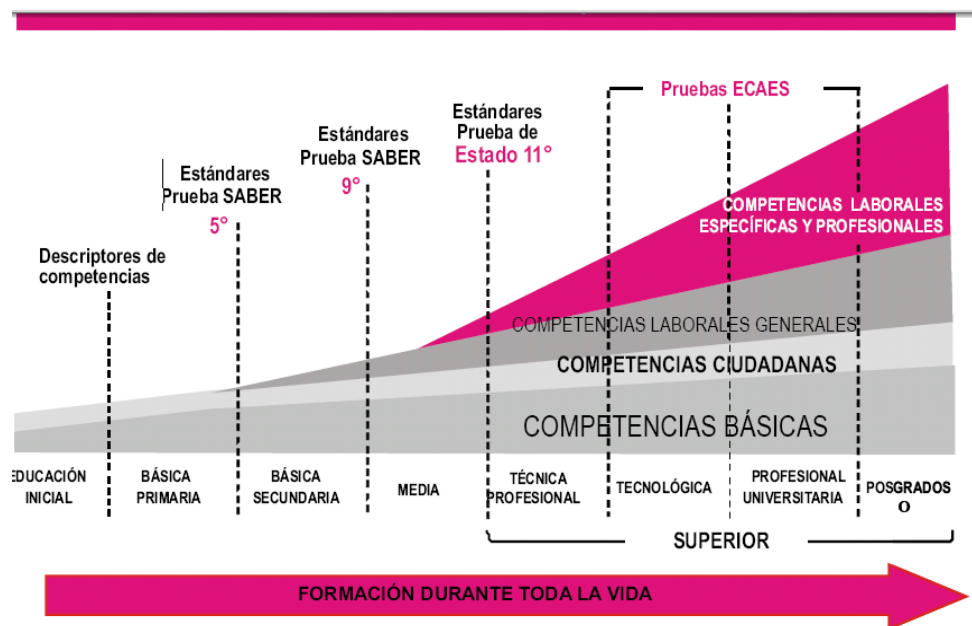 Pruebas ECAES
Estándares
Prueba de
Estado 11°
Estándares
Prueba SABER
9°
Estándares
Prueba SABER
5°
Descriptores de
competencias
COMPETENCIAS LABORALES
ESPECÍFICAS Y PROFESIONALES
COMPETENCIAS LABORALES GENERALES
COMPETENCIAS CIUDADANAS
COMPETENCIAS BÁSICAS
EDUCACIÓN
INICIAL
BÁSICA
PRIMARIA
BÁSICA
SECUNDARIA
MEDIA
TÉCNICA
PROFESIONAL
TECNOLÓGICA
PROFESIONAL
UNIVERSITARIA
POSGRADOS
O
SUPERIOR
FORMACIÓN DURANTE TODA LA VIDA